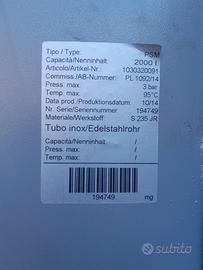 Tipo / Type: PSM
Capacità/Nenninhalt: 2000 l
Articolo/Artikel-Nr.: 1030320091
Commiss./AB-Nummer: PL 1092/14
Press. max.: 3 bar
Temp. max: 95°C
Data prod./Produktionsdatum: 10/14
Nr. Serie/Seriennummer: 194749
Materiale/Werkstoff: S 235 JR
Tubo inox/Edelstahlrohr
Capacità/Nenninhalt: /
Press. max.: /
Temp. max: /
194749 mg
subito